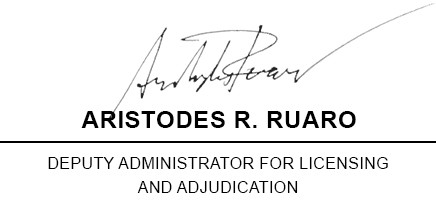 ARISTODES R. RUARO
DEPUTY ADMINISTRATOR FOR LICENSING
AND ADJUDICATION